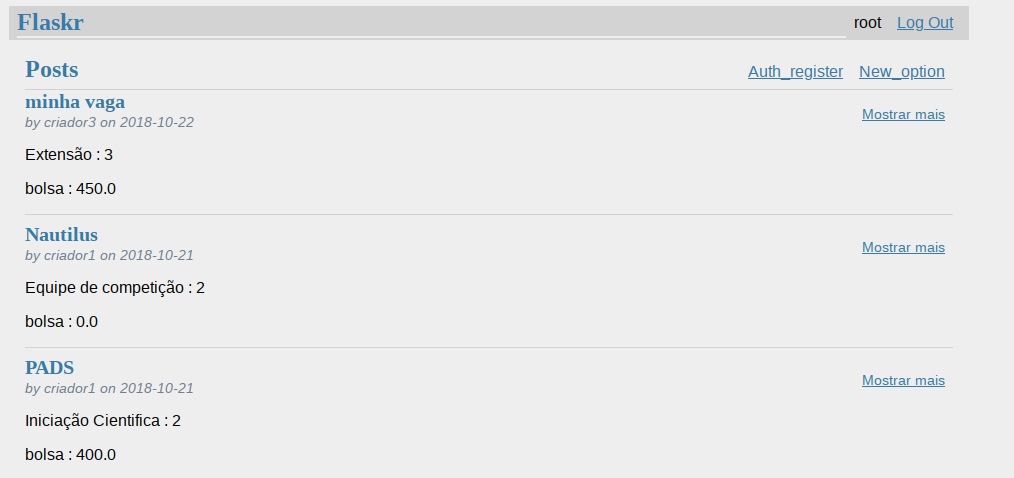 Flaskr root Log Out
Posts Auth_register New_option
minha vaga
by criador3 on 2018-10-22 Mostrar mais
Extensão : 3
bolsa : 450.0
Nautilus
by criador1 on 2018-10-21 Mostrar mais
Equipe de competição : 2
bolsa : 0.0
PADS
by criador1 on 2018-10-21 Mostrar mais
Iniciação Cientifica : 2
bolsa : 400.0